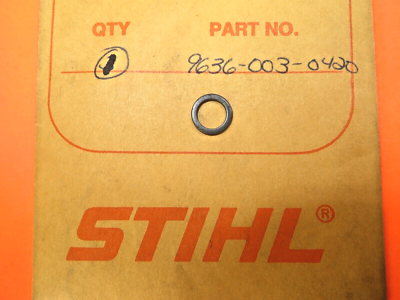 QTY PART NO.
1 9636-003-0420
STIHL®